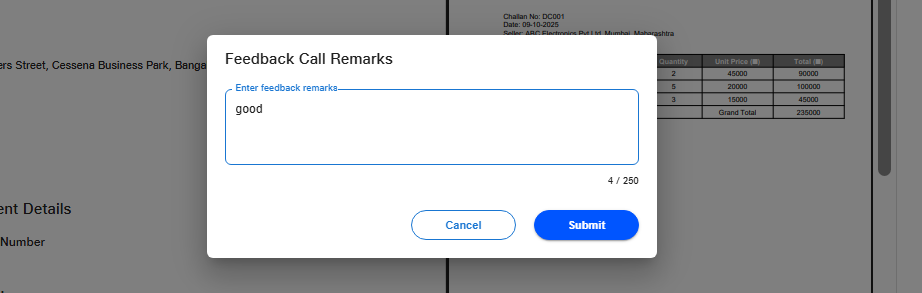 Challan No: DC001
Date: 09-10-2025
Seller: ABC Electronics Pvt Ltd, Mumbai, Maharashtra
ers Street, Cessena Business Park, Banga
Quantity Unit Price (■) Total (■)
2 45000 90000
5 20000 100000
3 15000 45000
Grand Total 235000
Feedback Call Remarks
Enter feedback remarks
good
4 / 250
Cancel Submit
ent Details
Number